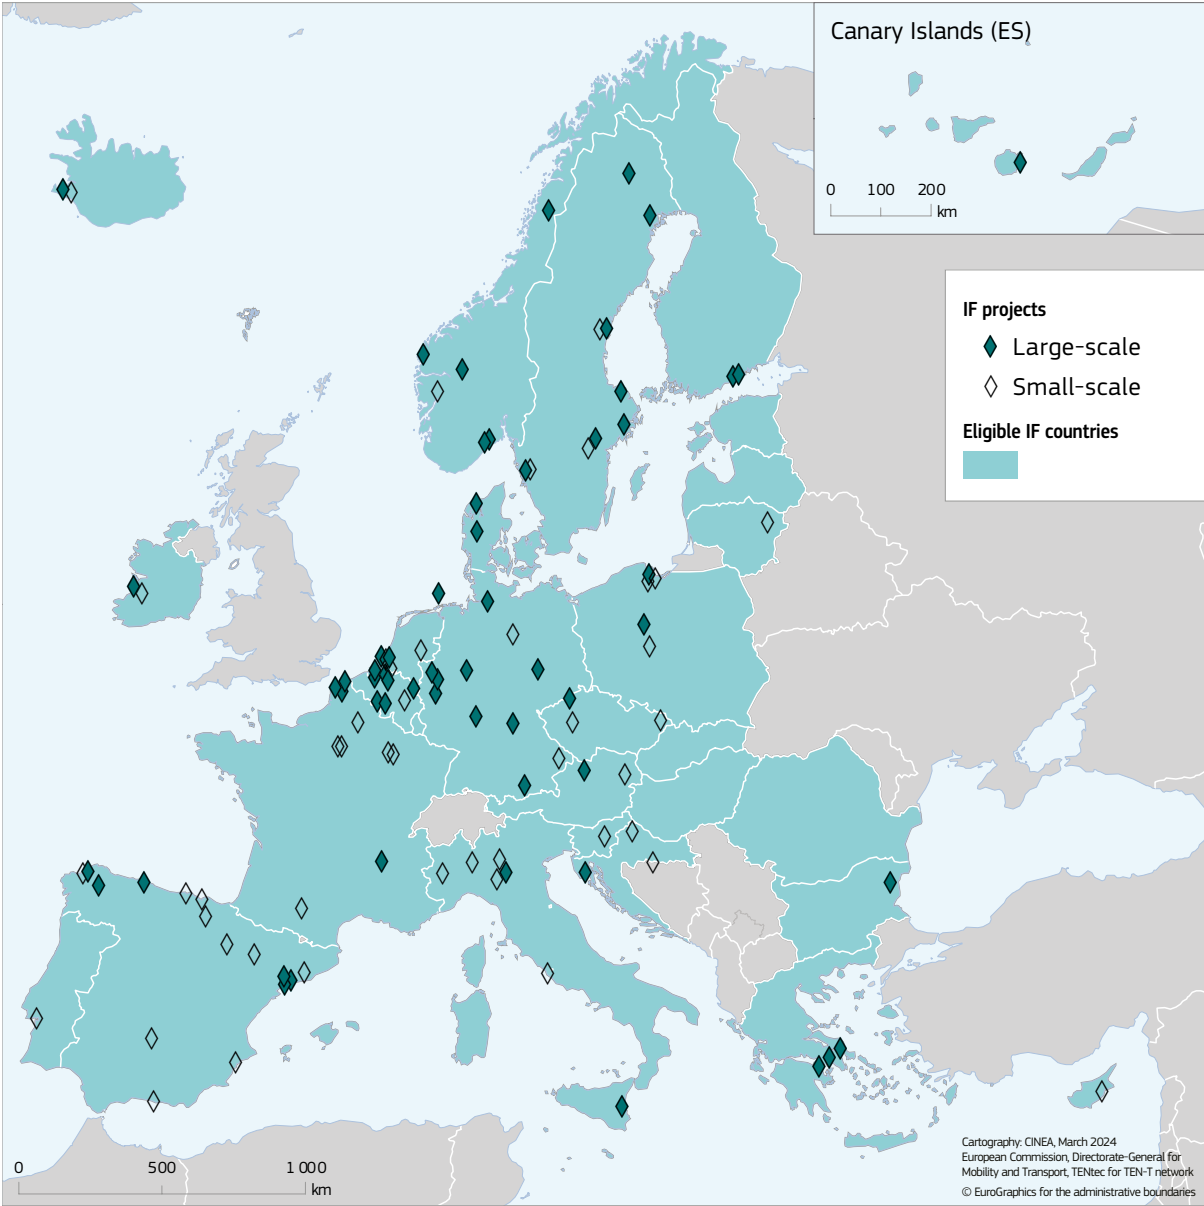 Canary Islands (ES)
0 100 200
km
IF projects
Large-scale
Small-scale
Eligible IF countries
0 500 1 000
km
Cartography: CINEA, March 2024
European Commission, Directorate-General for
Mobility and Transport, TENtec for TEN-T network
© EuroGraphics for the administrative boundaries